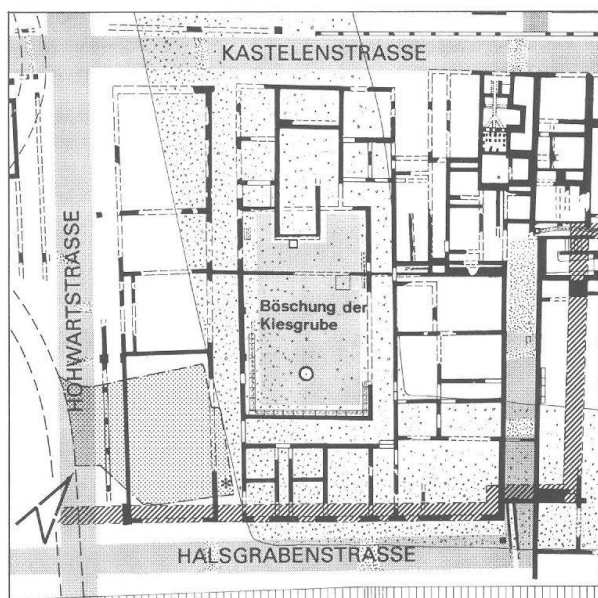 KASTELENSTRASSE
HOHWARTSTRASSE
Böschung der
Kiesgrube
HALSGRABENSTRASSE
N